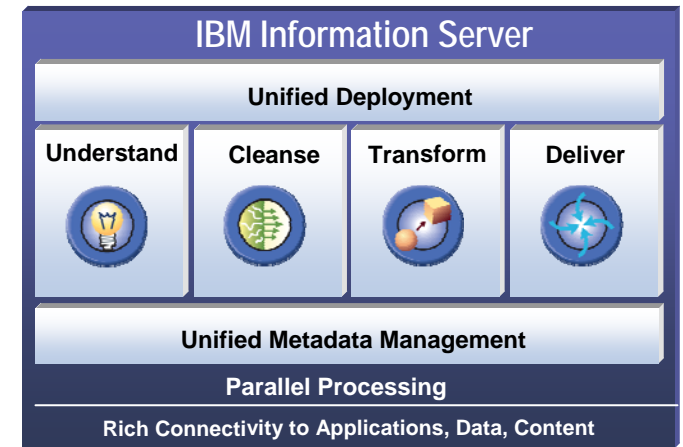 IBM Information Server
Unified Deployment
Understand
Cleanse
Transform
Deliver
Unified Metadata Management
Parallel Processing
Rich Connectivity to Applications, Data, Content